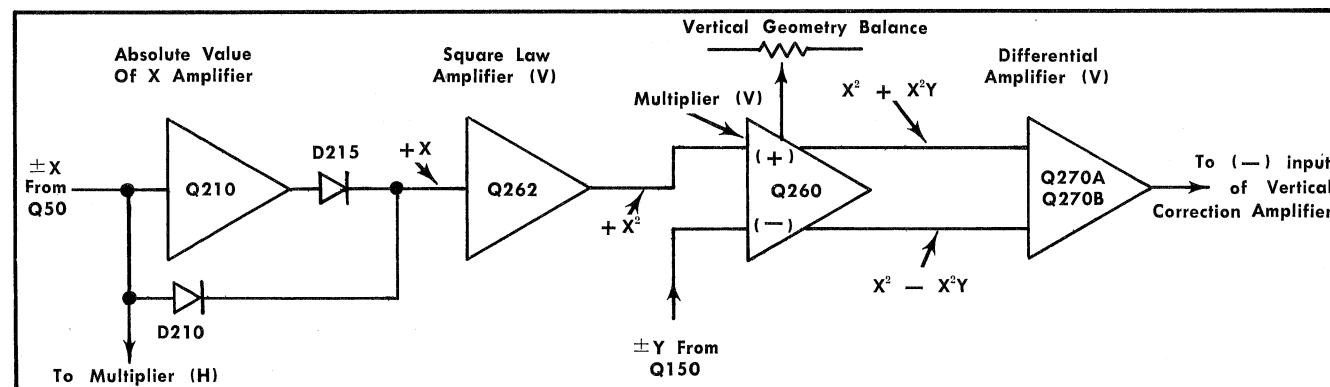 Vertical Geometry Balance
Absolute Value
Of X Amplifier
Square Law
Amplifier (V)
Differential
Amplifier (V)
Multiplier (V)
X² + X²Y
±X
From
Q50
Q210
D215
+X
Q262
+X²
(+)
Q260
(—)
Q270A
Q270B
To (—) input
of Vertical
Correction Amplifier
X² — X²Y
D210
±Y From
Q150
To Multiplier (H)